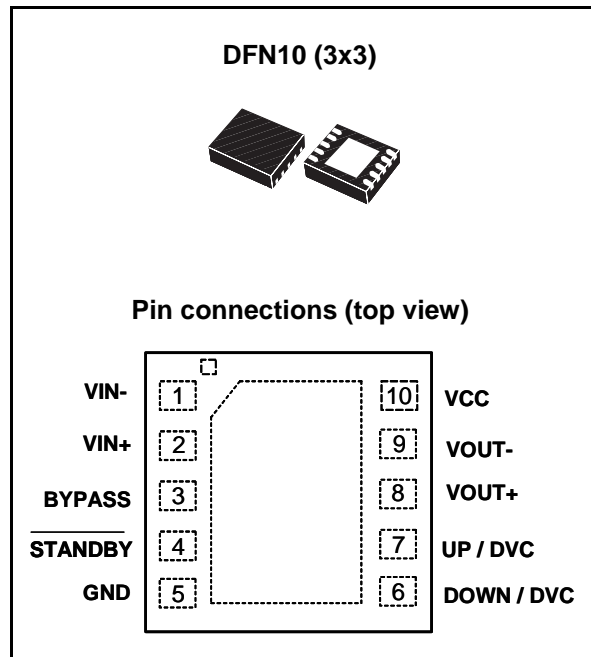 DFN10 (3x3)
Pin connections (top view)
VIN- 1 10 VCC
VIN+ 2 9 VOUT-
BYPASS 3 8 VOUT+
STANDBY 4 7 UP / DVC
GND 5 6 DOWN / DVC